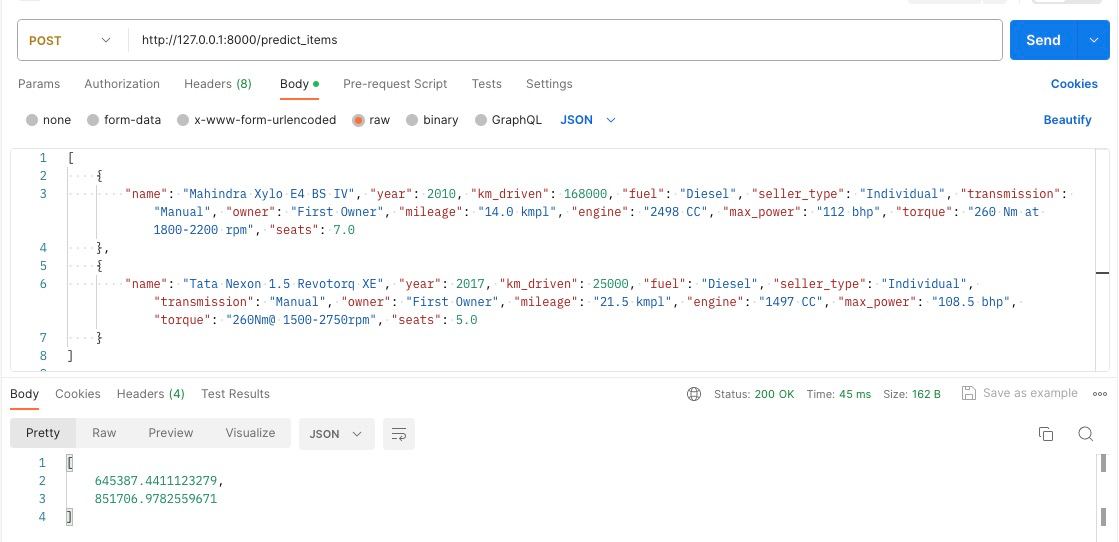 POST http://127.0.0.1:8000/predict_items Send
Params Authorization Headers (8) Body Pre-request Script Tests Settings Cookies
none form-data x-www-form-urlencoded raw binary GraphQL JSON Beautify
1 [
2 {
3 "name": "Mahindra Xylo E4 BS IV", "year": 2010, "km_driven": 168000, "fuel": "Diesel", "seller_type": "Individual", "transmission":
"Manual", "owner": "First Owner", "mileage": "14.0 kmpl", "engine": "2498 CC", "max_power": "112 bhp", "torque": "260 Nm at
1800-2200 rpm", "seats": 7.0
4 },
5 {
6 "name": "Tata Nexon 1.5 Revotorq XE", "year": 2017, "km_driven": 25000, "fuel": "Diesel", "seller_type": "Individual",
"transmission": "Manual", "owner": "First Owner", "mileage": "21.5 kmpl", "engine": "1497 CC", "max_power": "108.5 bhp",
"torque": "260Nm@ 1500-2750rpm", "seats": 5.0
7 }
8 ]
Body Cookies Headers (4) Test Results Status: 200 OK Time: 45 ms Size: 162 B Save as example
Pretty Raw Preview Visualize JSON
1 [
2 645387.4411123279,
3 851706.9782559671
4 ]